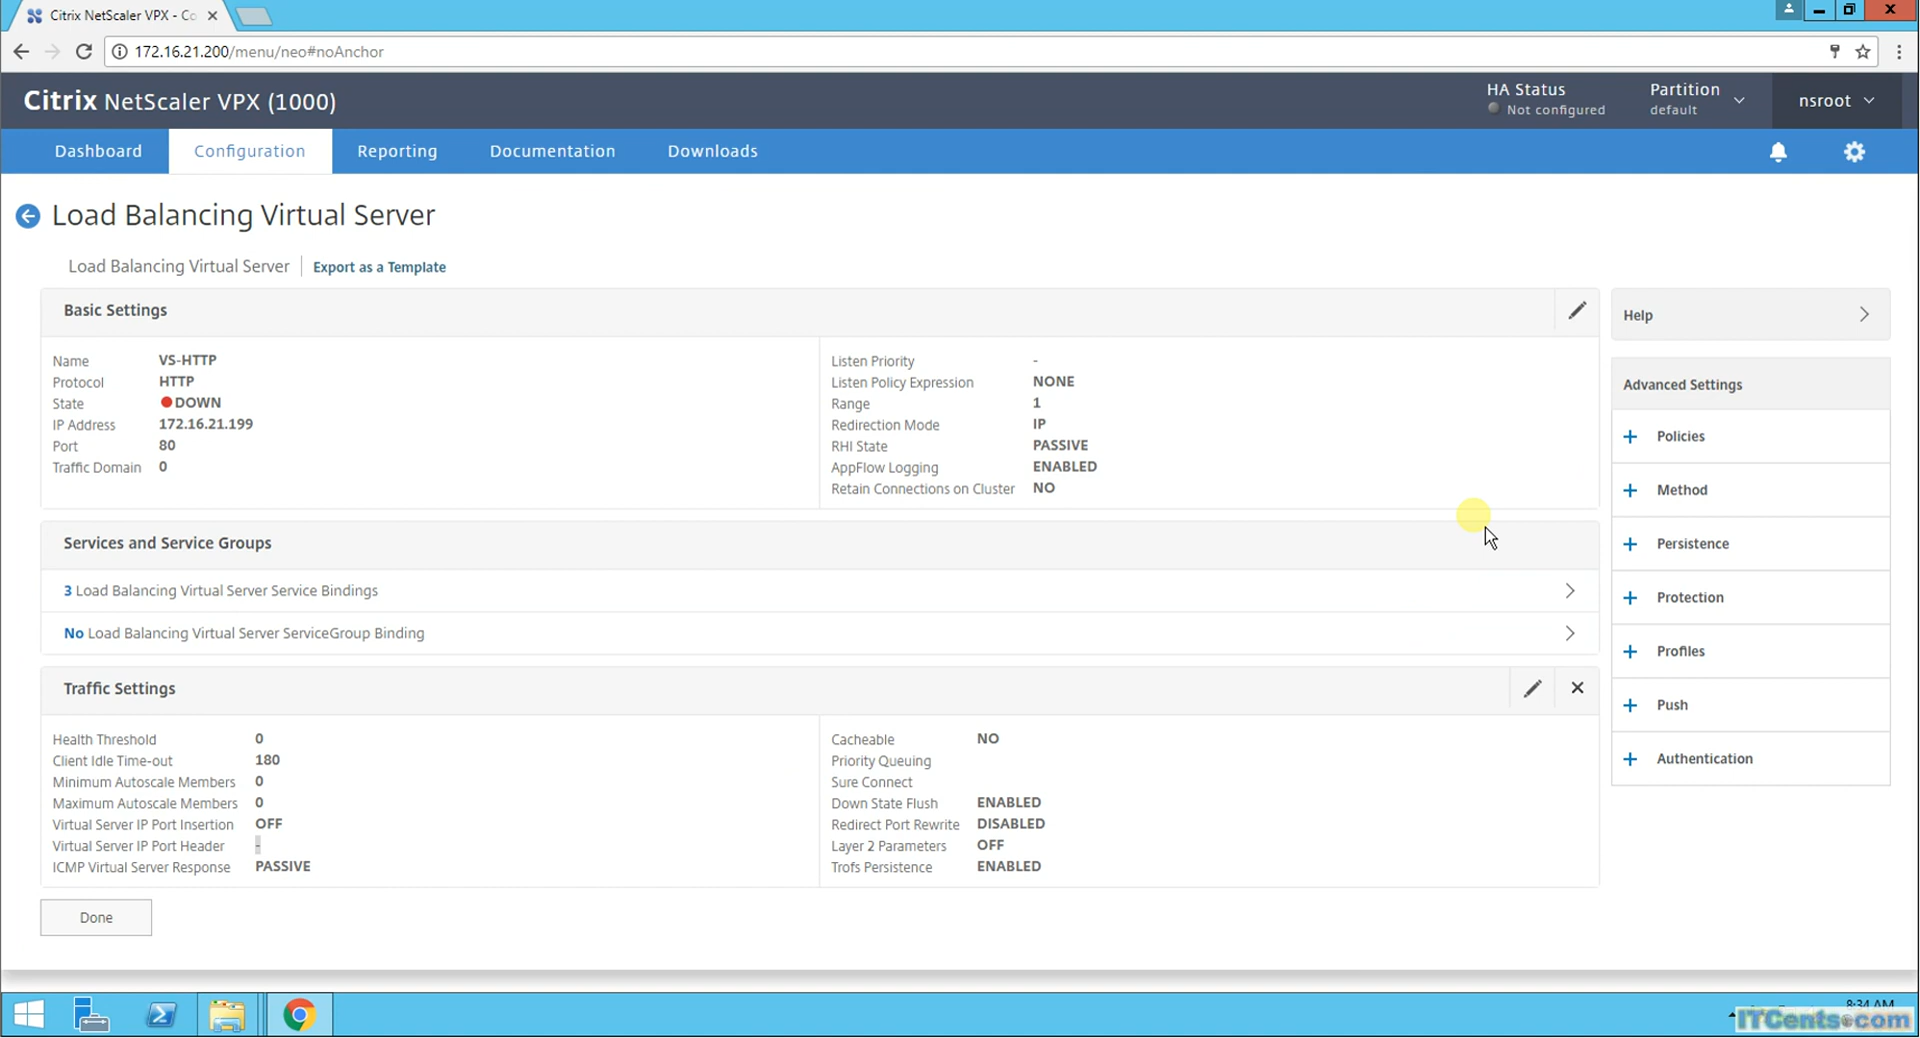 Citrix NetScaler VPX - Co
172.16.21.200/menu/neo#noAnchor
Citrix NetScaler VPX (1000)
HA Status
Not configured
Partition
default
nsroot
Dashboard
Configuration
Reporting
Documentation
Downloads
Load Balancing Virtual Server
Load Balancing Virtual Server
Export as a Template
Basic Settings
Name VS-HTTP
Protocol HTTP
State DOWN
IP Address 172.16.21.199
Port 80
Traffic Domain 0
Listen Priority -
Listen Policy Expression NONE
Range 1
Redirection Mode IP
RHI State PASSIVE
AppFlow Logging ENABLED
Retain Connections on Cluster NO
Services and Service Groups
3 Load Balancing Virtual Server Service Bindings
No Load Balancing Virtual Server ServiceGroup Binding
Traffic Settings
Health Threshold 0
Client Idle Time-out 180
Minimum Autoscale Members 0
Maximum Autoscale Members 0
Virtual Server IP Port Insertion OFF
Virtual Server IP Port Header -
ICMP Virtual Server Response PASSIVE
Cacheable NO
Priority Queuing
Sure Connect
Down State Flush ENABLED
Redirect Port Rewrite DISABLED
Layer 2 Parameters OFF
Trofs Persistence ENABLED
Done
Help
Advanced Settings
Policies
Method
Persistence
Protection
Profiles
Push
Authentication
8:34 AM
ITCents.com